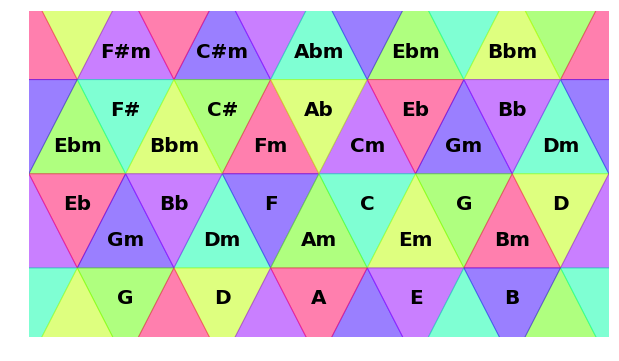 F#m C#m Abm Ebm Bbm
F# C# Ab Eb Bb
Ebm Bbm Fm Cm Gm Dm
Eb Bb F C G D
Gm Dm Am Em Bm
G D A E B